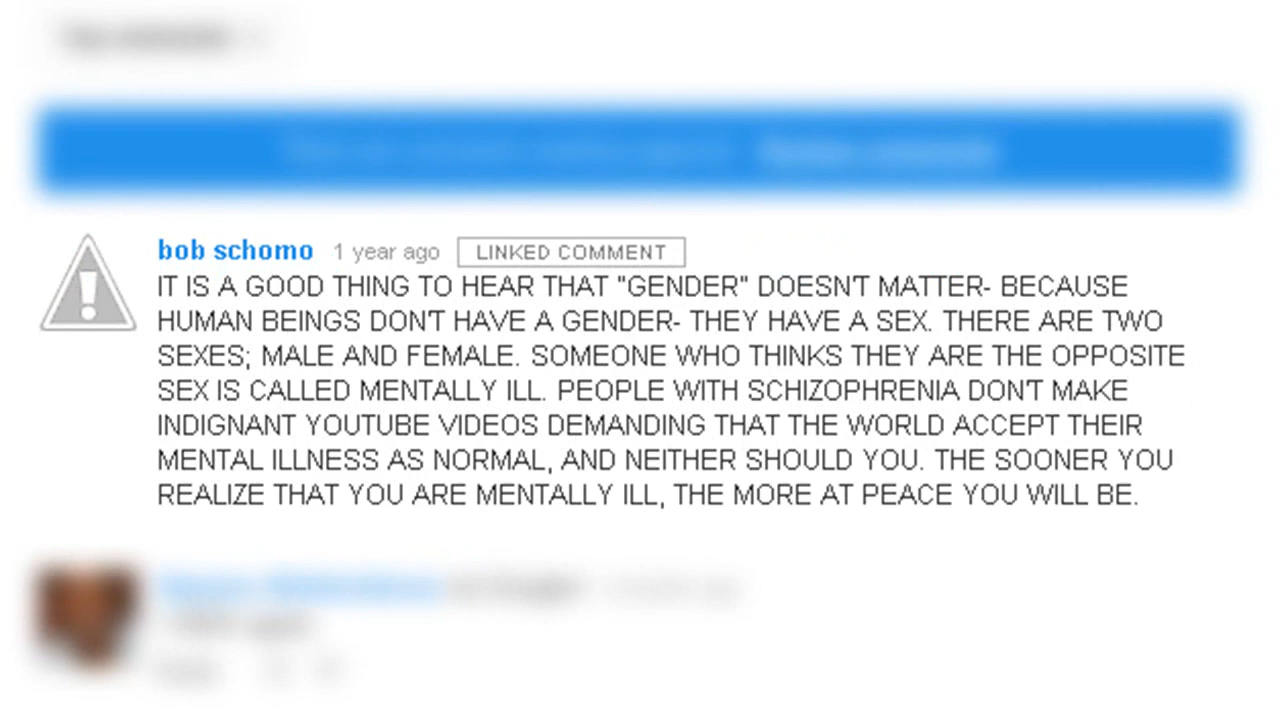 bob schomo 1 year ago LINKED COMMENT
IT IS A GOOD THING TO HEAR THAT "GENDER" DOESN'T MATTER- BECAUSE
HUMAN BEINGS DON'T HAVE A GENDER- THEY HAVE A SEX. THERE ARE TWO
SEXES; MALE AND FEMALE. SOMEONE WHO THINKS THEY ARE THE OPPOSITE
SEX IS CALLED MENTALLY ILL. PEOPLE WITH SCHIZOPHRENIA DON'T MAKE
INDIGNANT YOUTUBE VIDEOS DEMANDING THAT THE WORLD ACCEPT THEIR
MENTAL ILLNESS AS NORMAL, AND NEITHER SHOULD YOU. THE SOONER YOU
REALIZE THAT YOU ARE MENTALLY ILL, THE MORE AT PEACE YOU WILL BE.